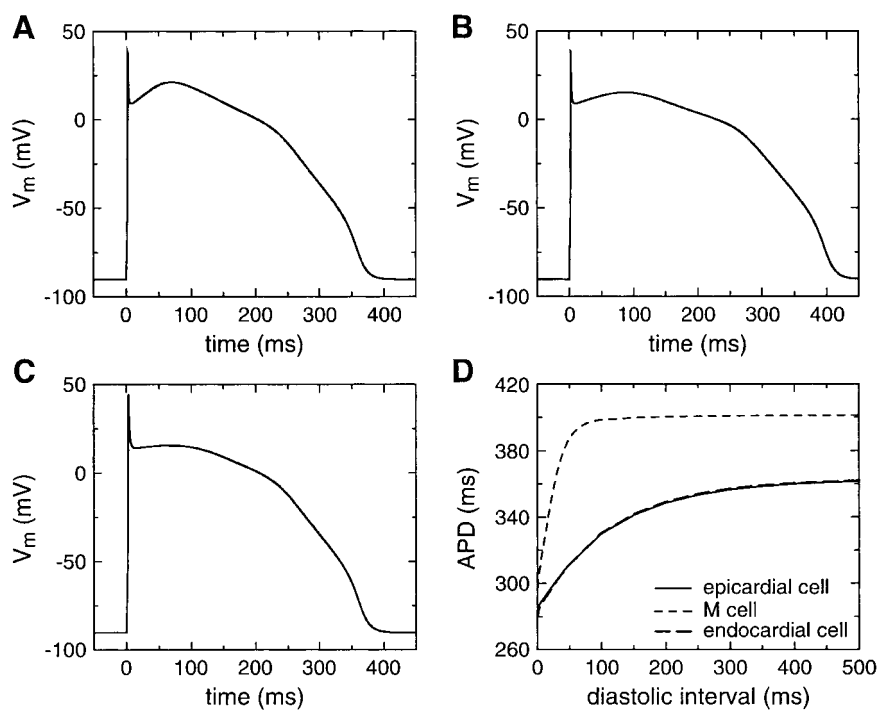 A
50
0
-50
-100
V_m (mV)
0 100 200 300 400
time (ms)
B
50
0
-50
-100
V_m (mV)
0 100 200 300 400
time (ms)
C
50
0
-50
-100
V_m (mV)
0 100 200 300 400
time (ms)
D
420
380
340
300
260
APD (ms)
epicardial cell
M cell
endocardial cell
0 100 200 300 400 500
diastolic interval (ms)